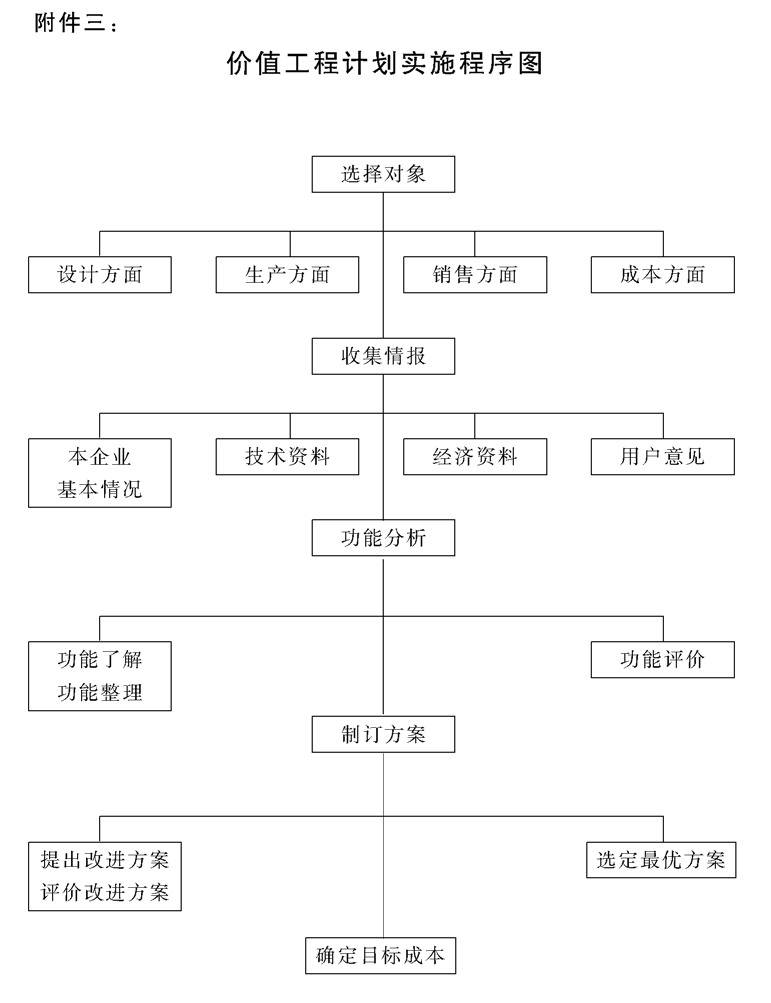 附件三：
价值工程计划实施程序图
选择对象
设计方面
生产方面
销售方面
成本方面
收集情报
本企业
基本情况
技术资料
经济资料
用户意见
功能分析
功能了解
功能整理
功能评价
制订方案
提出改进方案
评价改进方案
选定最优方案
确定目标成本